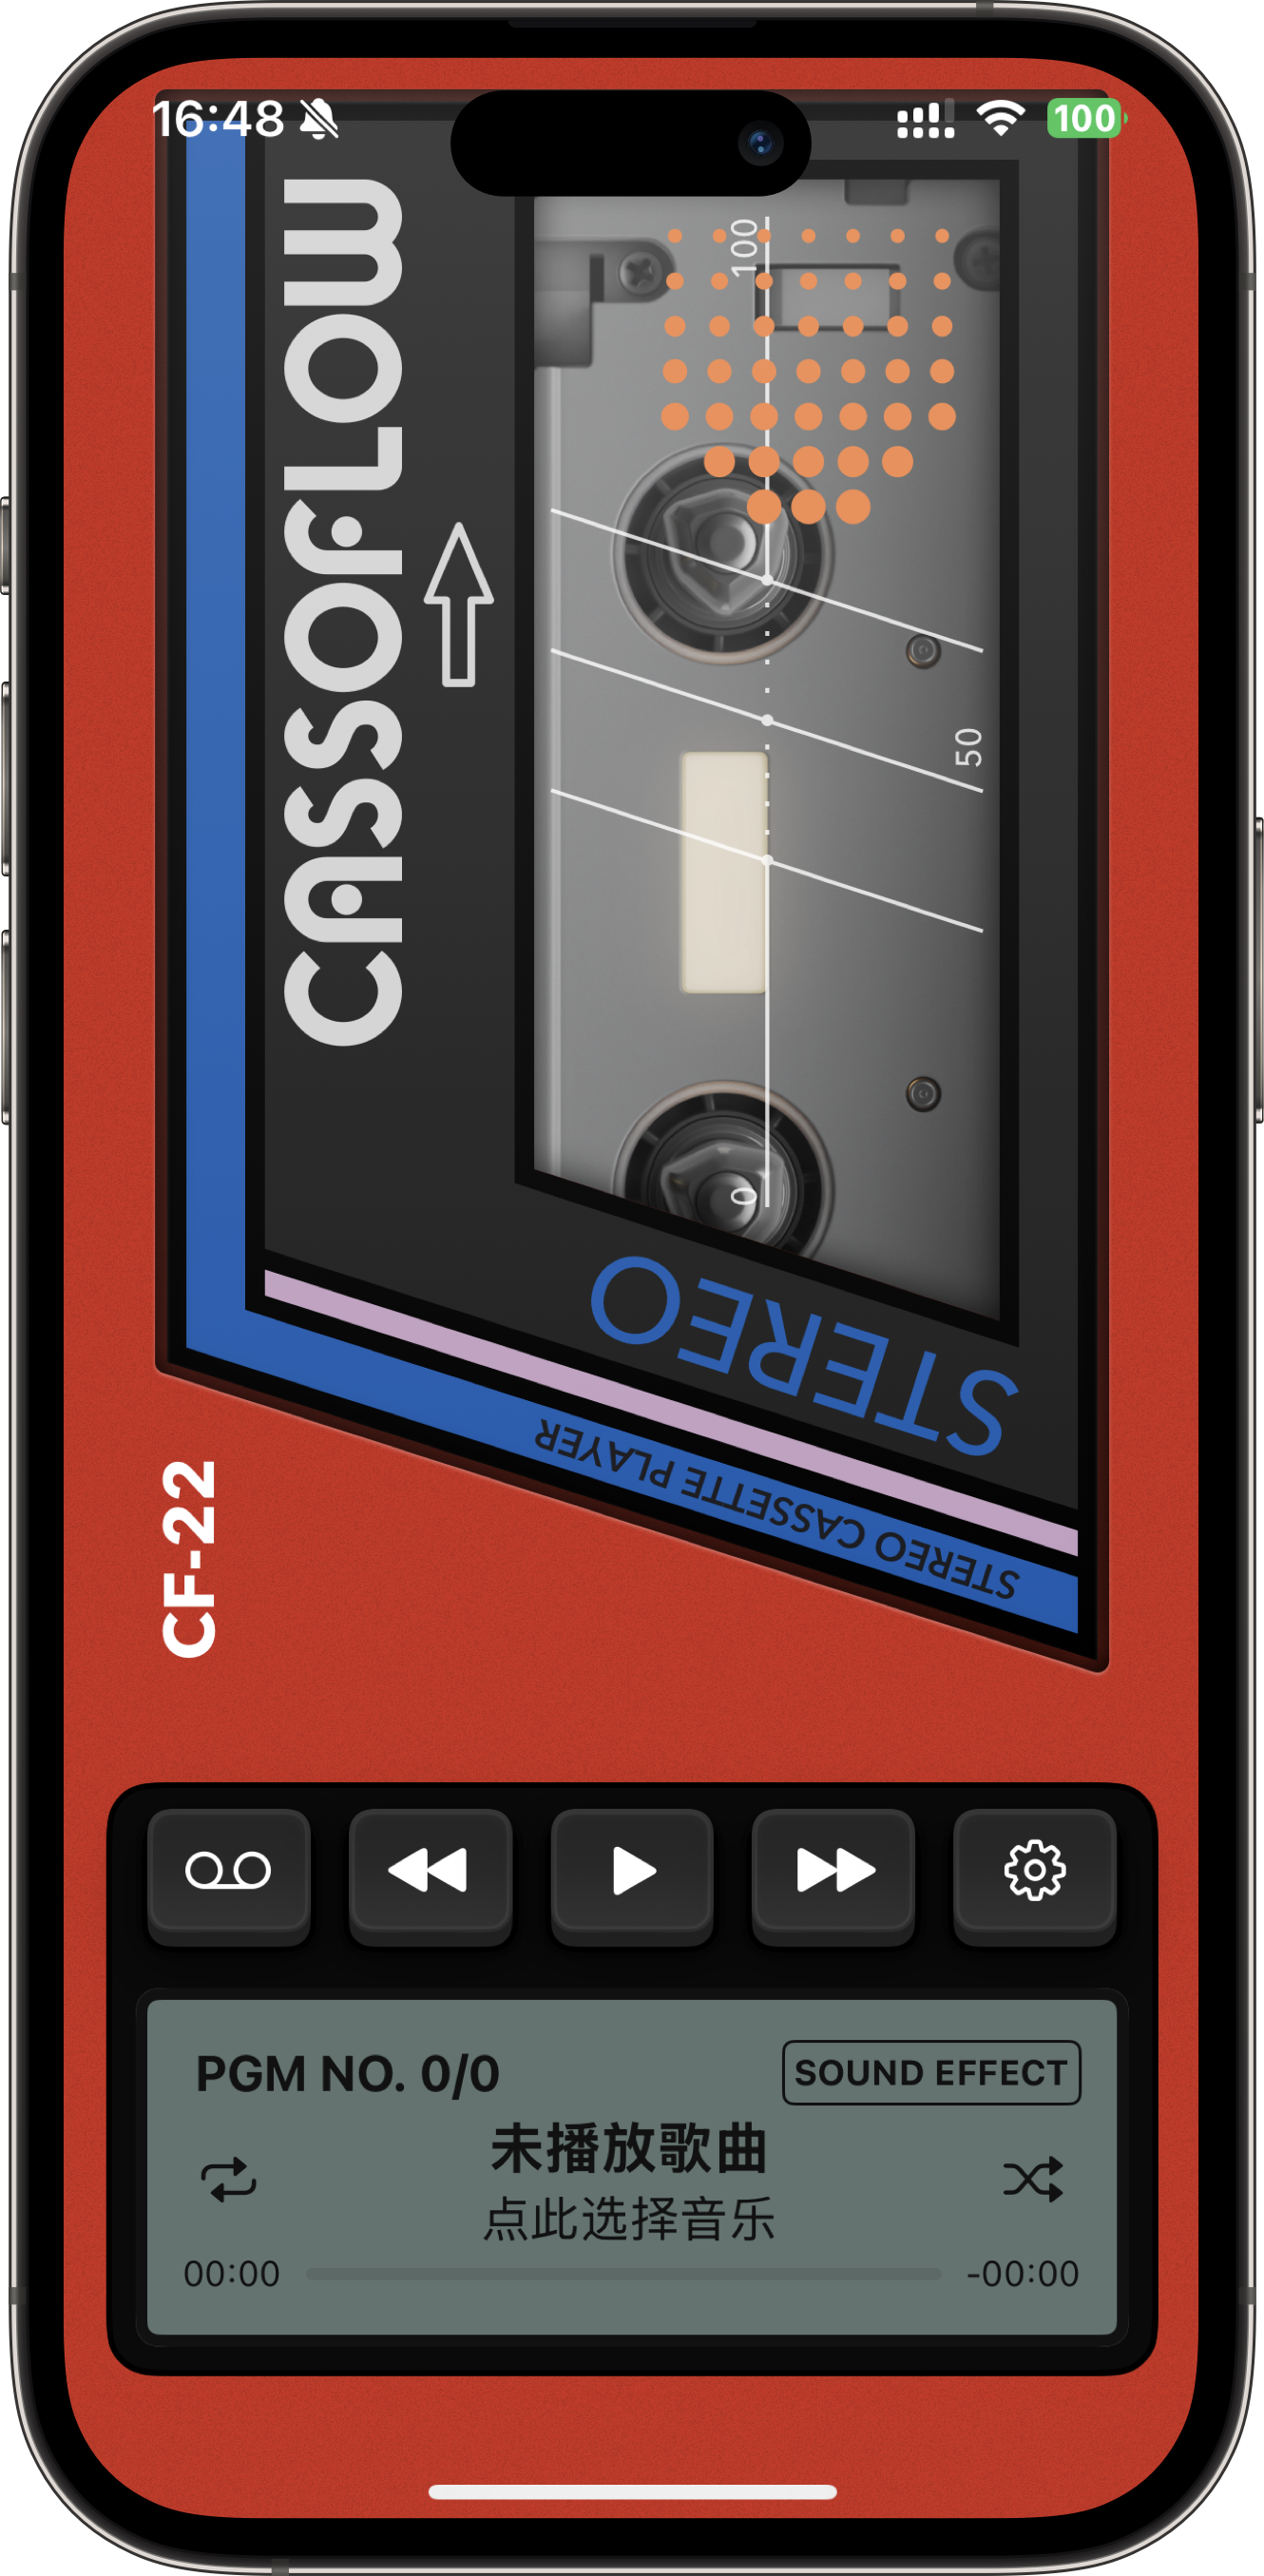 16:48
100
CASSOFLOW
100
50
0
STEREO
STEREO CASSETTE PLAYER
CF-22
PGM NO. 0/0
SOUND EFFECT
未播放歌曲
点此选择音乐
00:00
-00:00